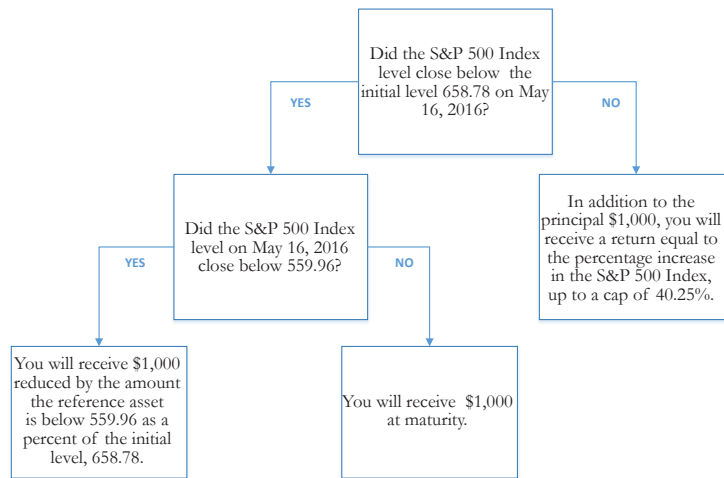 Did the S&P 500 Index
level close below the
initial level 658.78 on May
16, 2016?
YES
NO
Did the S&P 500 Index
level on May 16, 2016
close below 559.96?
In addition to the
principal $1,000, you will
receive a return equal to
the percentage increase
in the S&P 500 Index,
up to a cap of 40.25%.
YES
NO
You will receive $1,000
reduced by the amount
the reference asset
is below 559.96 as a
percent of the initial
level, 658.78.
You will receive $1,000
at maturity.